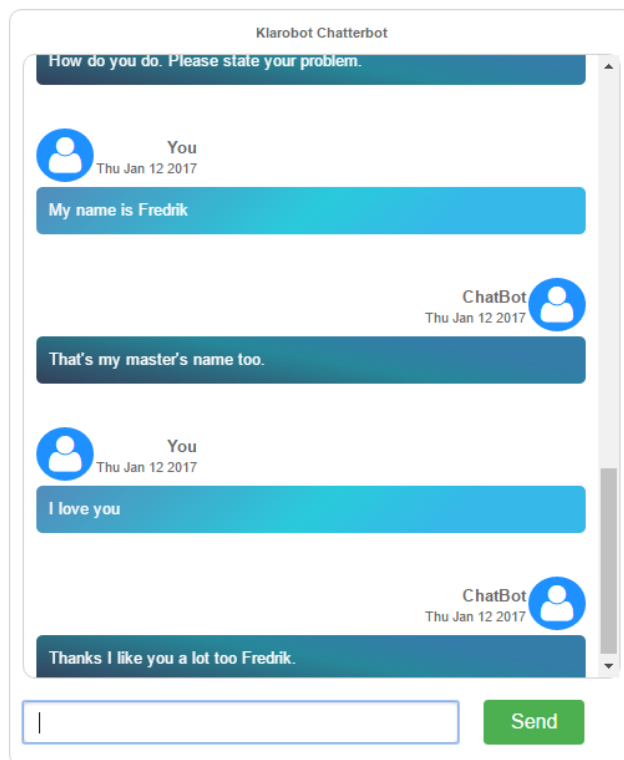 Klarobot Chatterbot
How do you do. Please state your problem.
You
Thu Jan 12 2017
My name is Fredrik
ChatBot
Thu Jan 12 2017
That's my master's name too.
You
Thu Jan 12 2017
I love you
ChatBot
Thu Jan 12 2017
Thanks I like you a lot too Fredrik.
Send